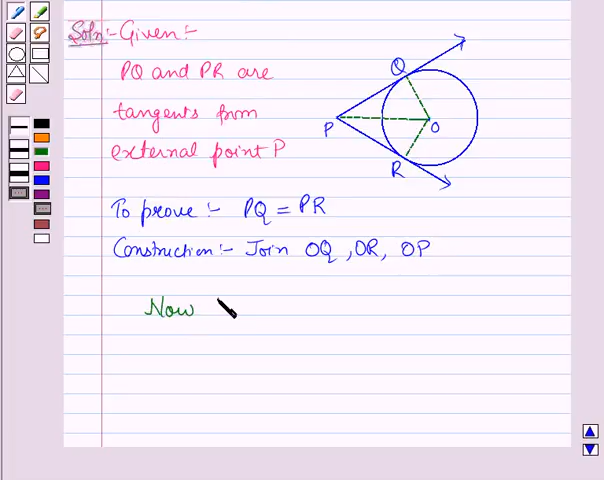 Soln:- Given:-
PQ and PR are
tangents from
external point P
Q
P
O
R
To prove:- PQ = PR
Construction:- Join OQ, OR, OP
Now